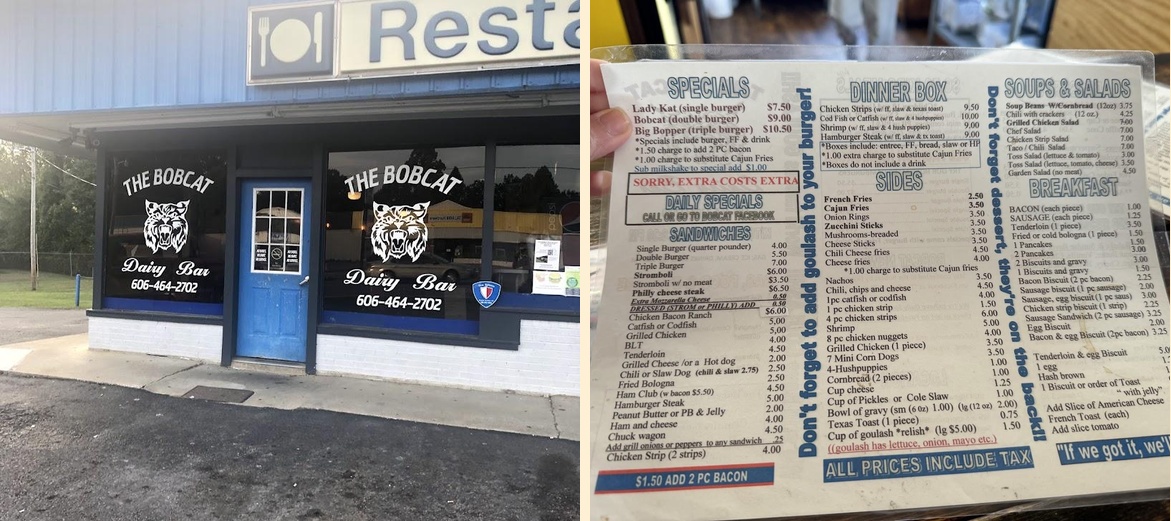 Resta
THE BOBCAT
Dairy Bar
606-464-2702
THE BOBCAT
Dairy Bar
606-464-2702
SPECIALS
Lady Kat (single burger) $7.50
Bobcat (double burger) $9.00
Big Bopper (triple burger) $10.50
*Specials include burger, FF & drink
*1.50 charge to add 2 PC bacon
*1.00 charge to substitute Cajun Fries
Sub milkshake to special add $1.00
SORRY, EXTRA COSTS EXTRA
DAILY SPECIALS
CALL OR GO TO BOBCAT FACEBOOK
SANDWICHES
Single Burger (quarter pounder) 4.00
Double Burger 5.50
Triple Burger 7.00
Stromboli $6.00
Stromboli w/ no meat $3.50
Philly cheese steak $6.50
Extra Mozzarella Cheese 0.50
DRESSED (STROM or PHILLY) ADD 0.50
Chicken Bacon Ranch $6.00
Catfish or Codfish 5.00
Grilled Chicken 5.00
BLT 4.00
Tenderloin 4.00
Grilled Cheese /or a Hot dog 2.00
Chili or Slaw Dog (chili & slaw 2.75) 2.50
Fried Bologna 2.50
Ham Club (w bacon $5.50) 4.50
Hamburger Steak 5.00
Peanut Butter or PB & Jelly 2.00
Ham and cheese 4.00
Chuck wagon 4.50
Add grill onions or peppers to any sandwich .25
Chicken Strip (2 strips) 4.00
$1.50 ADD 2 PC BACON
Don't forget to add goulash to your burger!
DINNER BOX
Chicken Strips (w/ ff, slaw & texas toast) 9.50
Cod Fish or Catfish (w/ ff, slaw & 4 hushpuppies) 10.00
Shrimp (w/ ff, slaw & 4 hush puppies) 9.00
Hamburger Steak (w/ ff, slaw & tx toast) 9.00
*Boxes include: entree, FF, bread, slaw or HP
*1.00 extra charge to substitute Cajun Fries
*Boxes do not include a drink
SIDES
French Fries 2.50
Cajun Fries 3.50
Onion Rings 3.50
Zucchini Sticks 3.50
Mushrooms-breaded 3.50
Cheese Sticks 3.50
Chili Cheese fries 4.50
Cheese fries 4.00
*1.00 charge to substitute Cajun fries
Nachos 3.50
Chili, chips and cheese 4.50
1pc catfish or codfish 4.00
1 pc chicken strip 1.50
4 pc chicken strips 6.00
Shrimp 5.00
8 pc chicken nuggets 4.00
Grilled Chicken (1 piece) 3.50
7 Mini Corn Dogs 3.50
4-Hushpuppies 1.00
Cornbread (2 pieces) 1.00
Cup cheese 1.00
Cup of Pickles or Cole Slaw 1.25
Bowl of gravy (sm (6 oz) 1.00) (lg (12 oz) 2.00)
Texas Toast (1 piece) 0.75
Cup of goulash *relish* (lg $5.00) 1.50
((goulash has lettuce, onion, mayo etc.)
ALL PRICES INCLUDE TAX
Don't forget dessert, they're on the back!!
SOUPS & SALADS
Soup Beans W/Cornbread (12oz) 3.75
Chili with crackers (12 oz.) 4.25
Grilled Chicken Salad 7.00
Chef Salad 7.00
Chicken Strip Salad 7.00
Taco / Chili Salad 7.00
Toss Salad (lettuce & tomato) 3.00
Toss Salad (lettuce, tomato, cheese) 3.50
Garden Salad (no meat) 4.50
BREAKFAST
BACON (each piece) 1.00
SAUSAGE (each piece) 1.25
Tenderloin (1 piece)
Fried or cold bologna (1 piece) 1.50
1 Pancakes
2 Pancakes
2 Biscuits and gravy 3.00
1 Biscuits and gravy
Bacon Biscuit (2 pc bacon) 2.25
Sausage biscuit (1 pc sausage) 2.00
Sausage, egg biscuit (1 pc saus) 3.00
Chicken strip biscuit (1 strip) 2.25
Sausage Sandwich (2 pc sausage)
Egg Biscuit 2.00
Bacon & egg Biscuit (2pc bacon) 3.25
Tenderloin & egg Biscuit
1 egg
Hash brown
1 Biscuit or order of Toast
" with jelly"
Add Slice of American Cheese
French Toast (each)
Add slice tomato
"If we got it, we'l